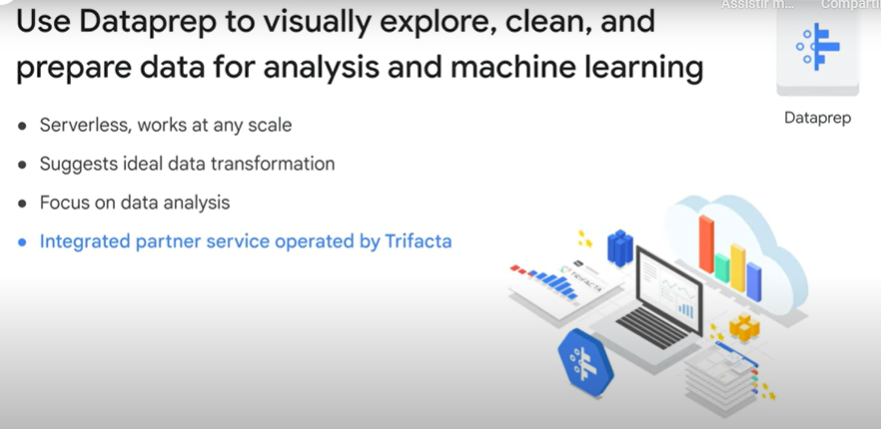 Assistir m... Comparti
Use Dataprep to visually explore, clean, and
prepare data for analysis and machine learning
Dataprep
• Serverless, works at any scale
• Suggests ideal data transformation
• Focus on data analysis
• Integrated partner service operated by Trifacta
TRIFACTA